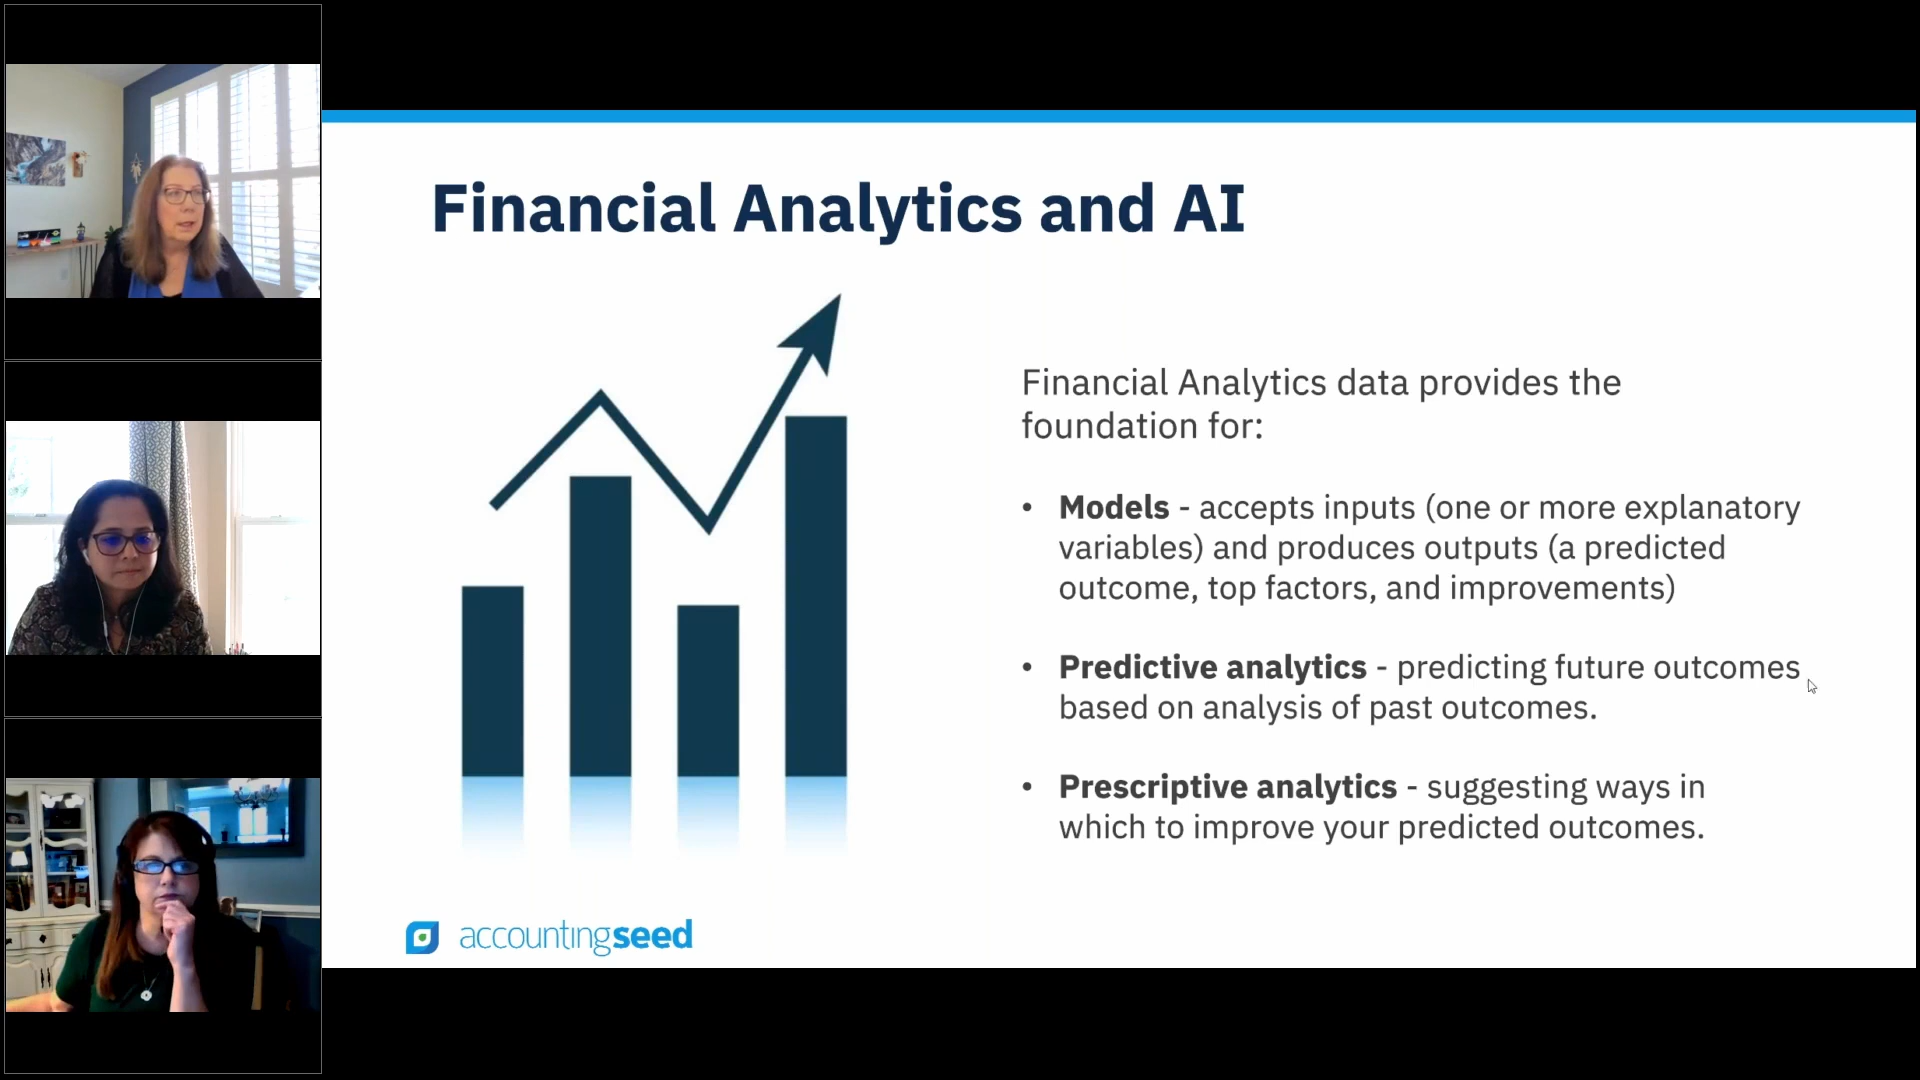 Financial Analytics and AI
Financial Analytics data provides the
foundation for:
• Models - accepts inputs (one or more explanatory
variables) and produces outputs (a predicted
outcome, top factors, and improvements)
• Predictive analytics - predicting future outcomes
based on analysis of past outcomes.
• Prescriptive analytics - suggesting ways in
which to improve your predicted outcomes.
accountingseed